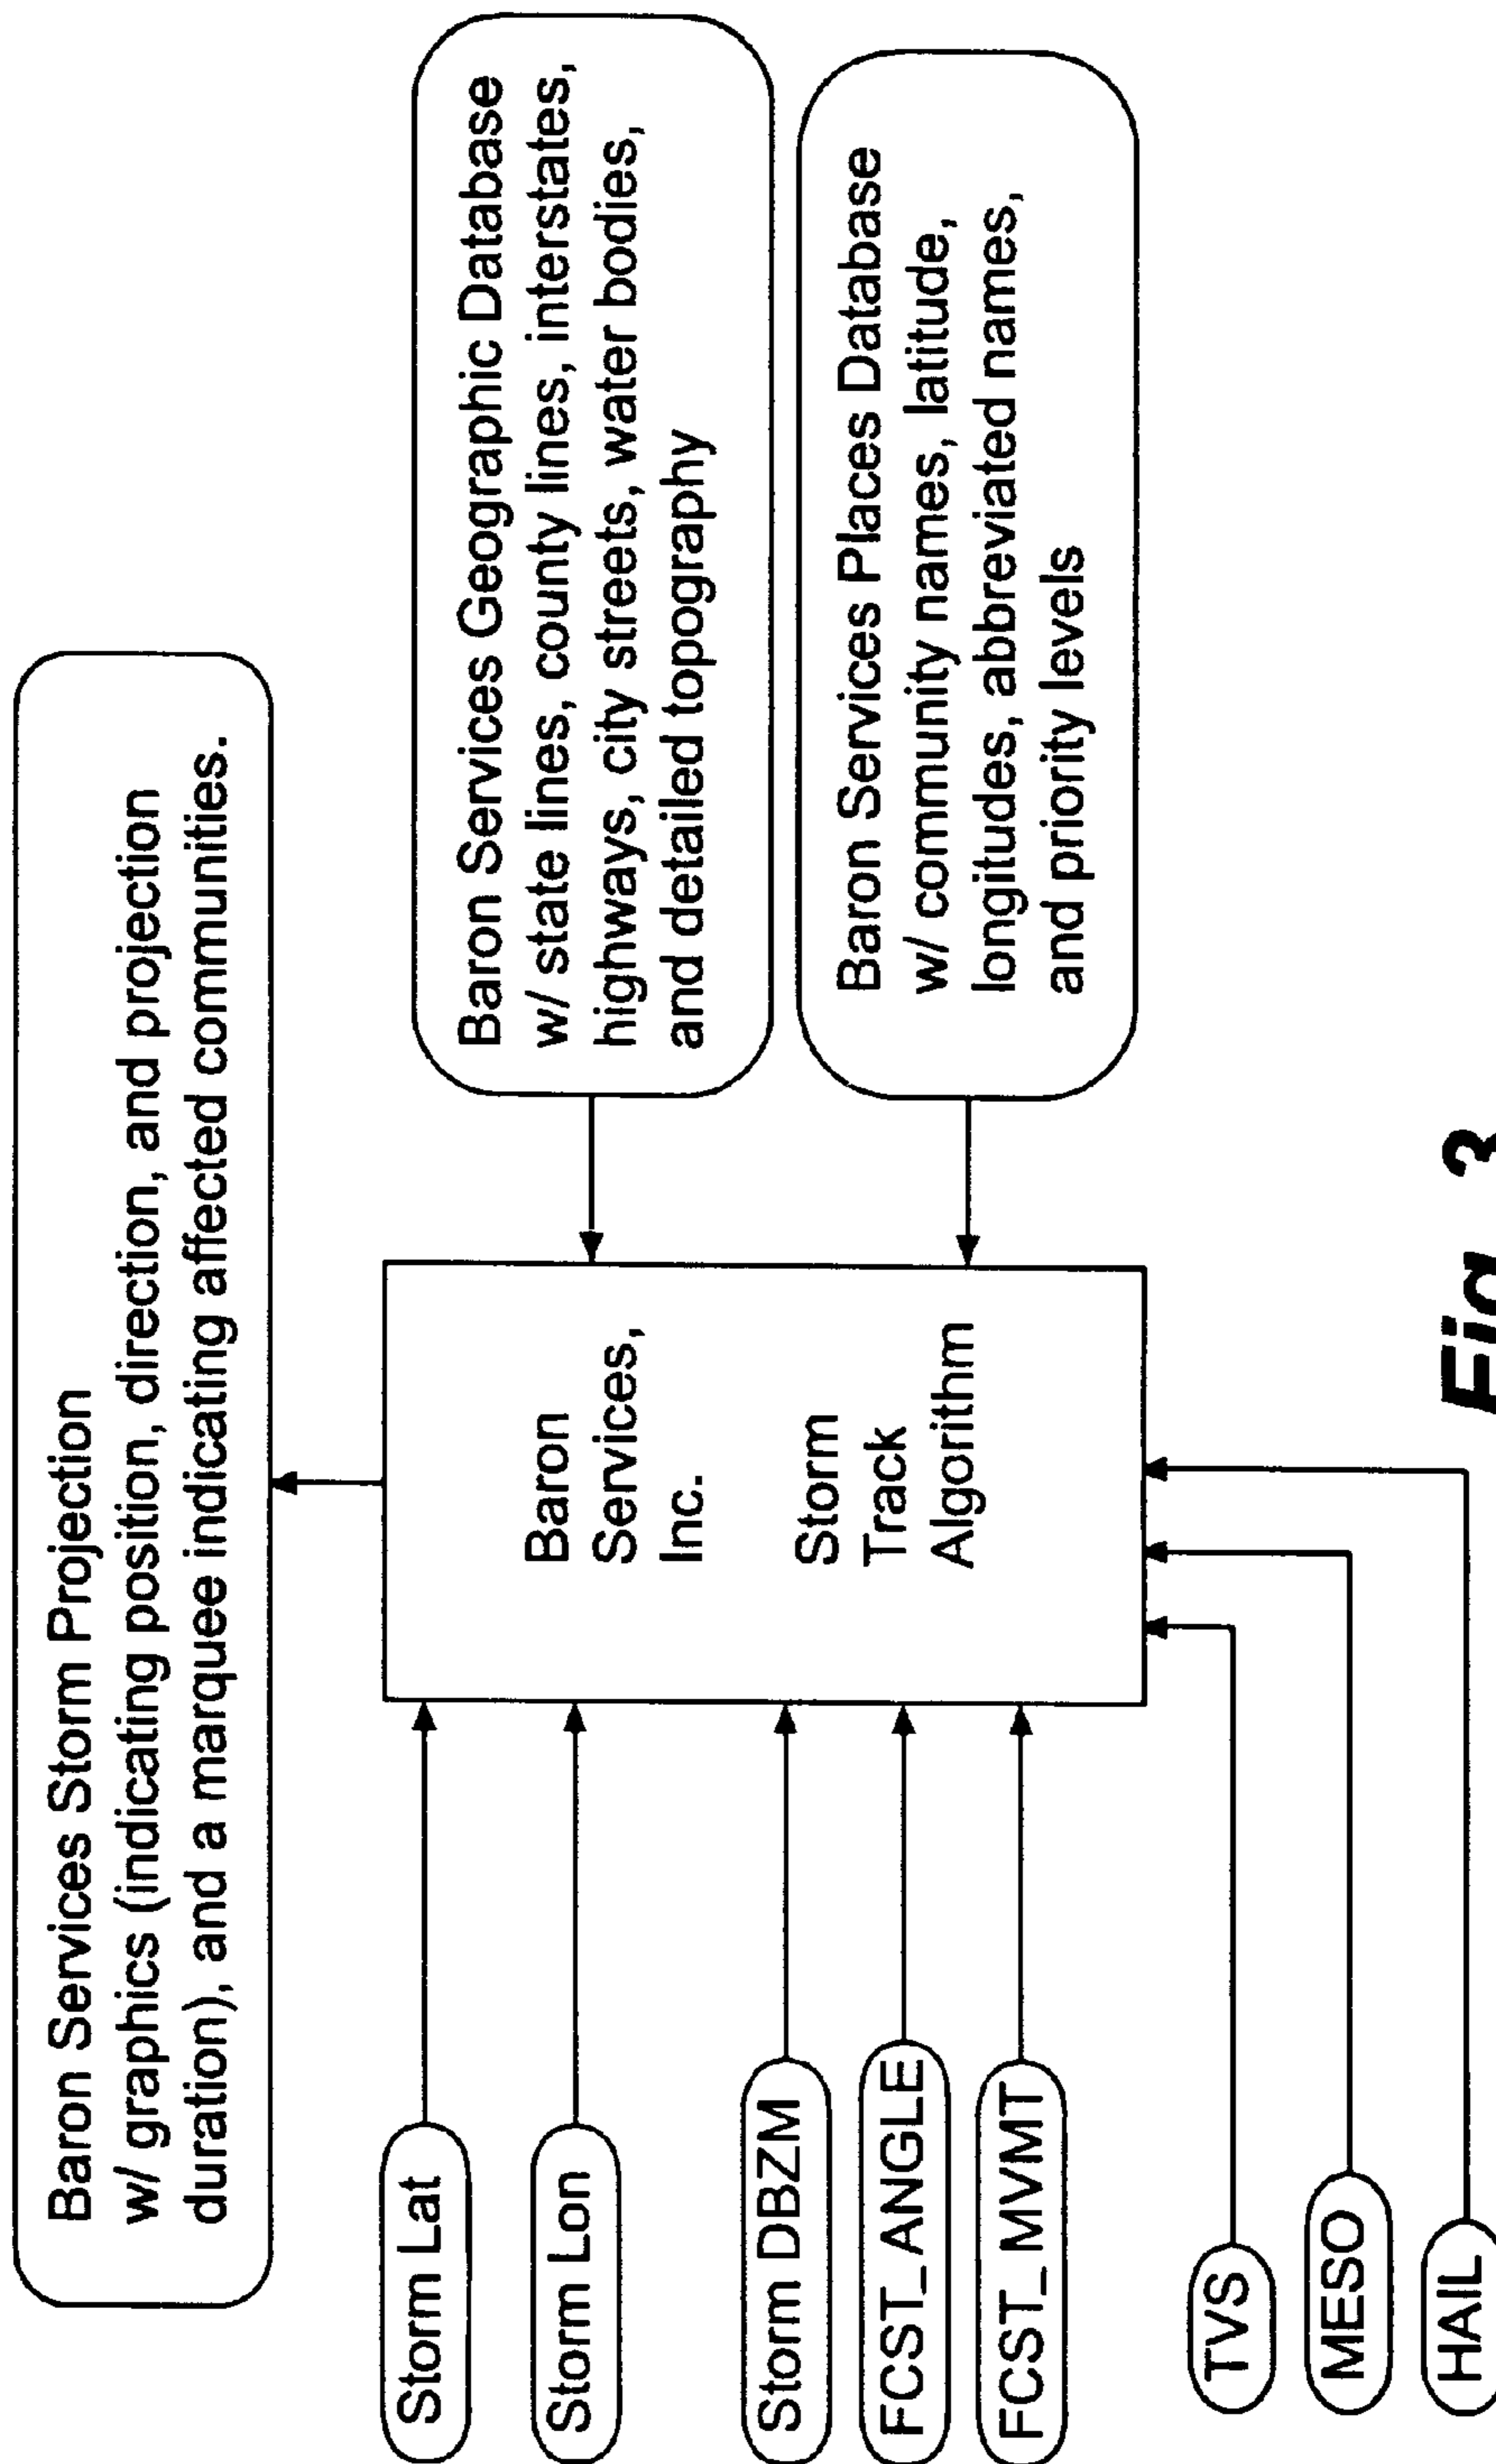 Baron Services Storm Projection
w/ graphics (indicating position, direction, and projection
duration), and a marquee indicating affected communities.
Storm Lat
Storm Lon
Storm DBZM
FCST_ANGLE
FCST_MVMT
TVS
MESO
HAIL
Baron
Services,
Inc.
Storm
Track
Algorithm
Baron Services Geographic Database
w/ state lines, county lines, interstates,
highways, city streets, water bodies,
and detailed topography
Baron Services Places Database
w/ community names, latitude,
longitudes, abbreviated names,
and priority levels
Fig. 3